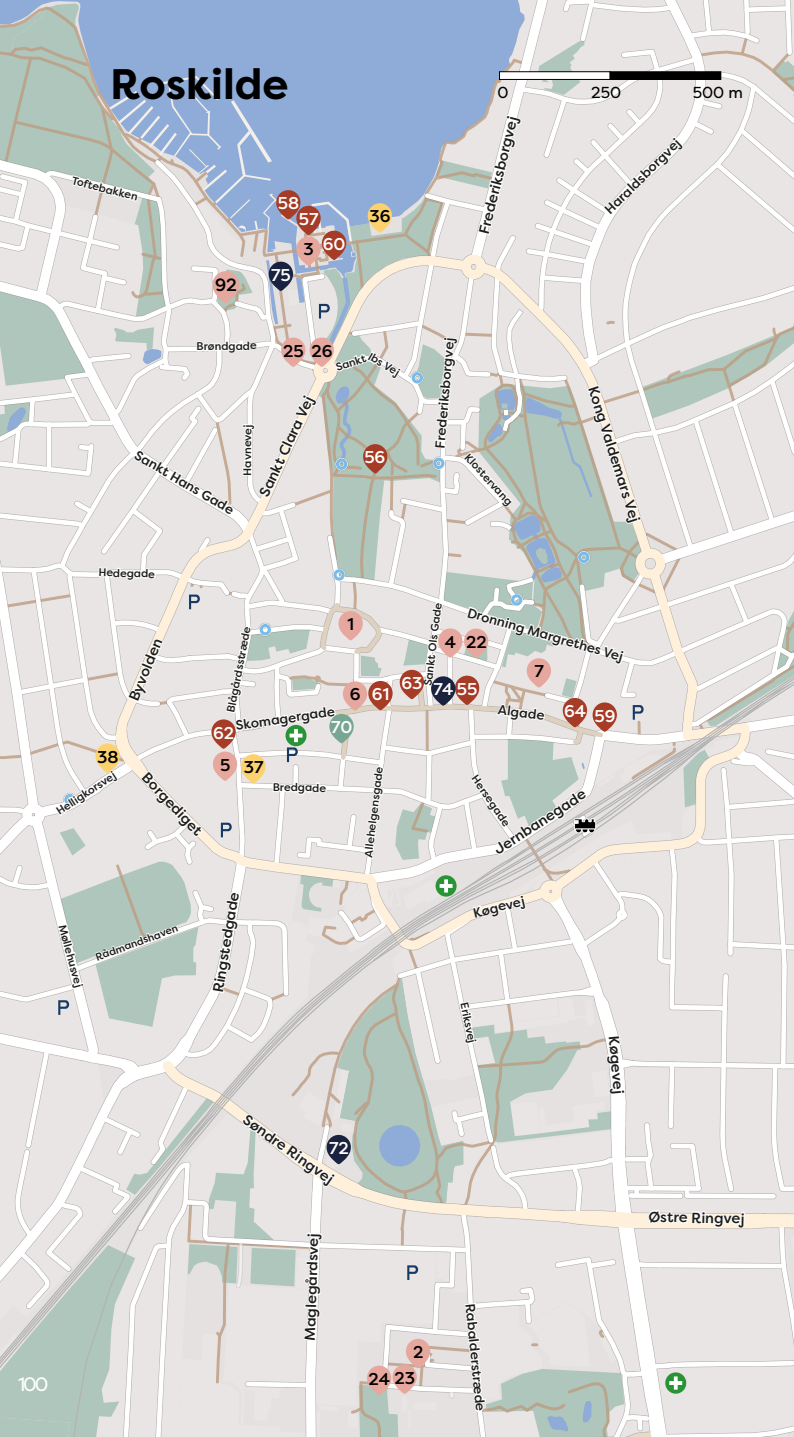 Roskilde
0 250 500 m
Frederiksborgvej
Haraldsborgvej
Toftebakken
58
57
36
3
60
75
92
P
Brøndgade
25
26
Sankt Ibs Vej
Frederiksborgvej
Kong Valdemars Vej
Sankt Clara Vej
Havnevej
Sankt Hans Gade
56
Klostervang
Hedegade
P
1
Dronning Margrethes Vej
Sankt Ols Gade
4
22
Blågårdsstræde
Byvolden
7
6
61
63
74
55
Skomagergade
Algade
64
59
P
62
70
P
38
5
37
Helligkorsvej
Borgediget
Bredgade
Allehelgensgade
Hersegade
Jernbanegade
P
Køgevej
Ringstedgade
Møllehusvej
Rådmandshaven
P
Eriksvej
Køgevej
Søndre Ringvej
72
Østre Ringvej
Maglegårdsvej
P
Rabalderstræde
2
24
23
100